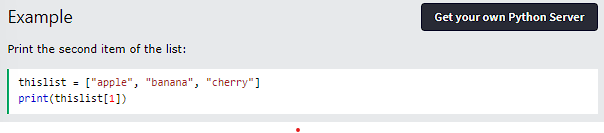 Example
Get your own Python Server
Print the second item of the list:
thislist = ["apple", "banana", "cherry"]
print(thislist[1])